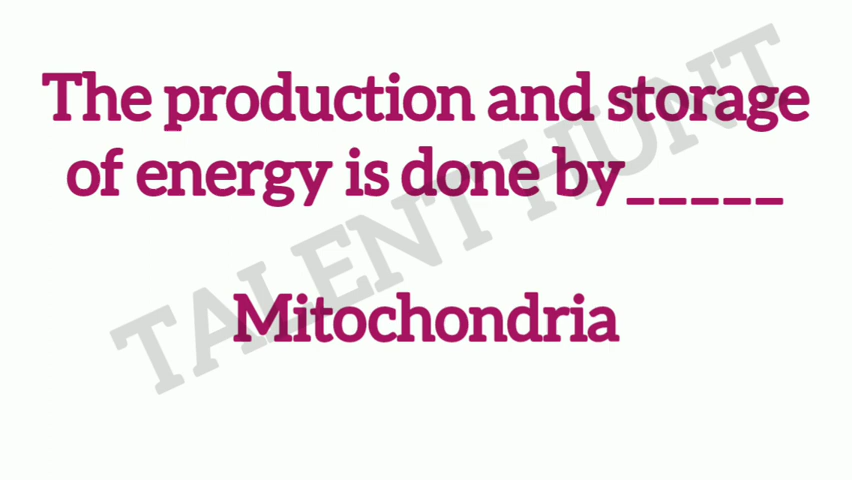 The production and storage
of energy is done by_____
Mitochondria
TALENT HUNT